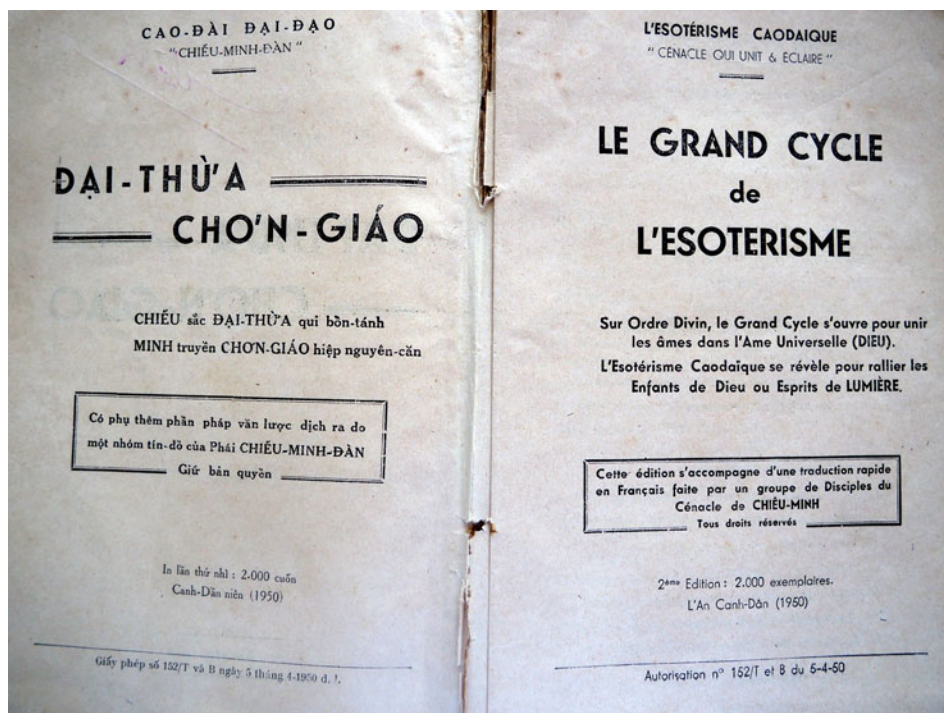 CAO-ĐÀI ĐẠI-ĐẠO
"CHIẾU-MINH-ĐÀN"
ĐẠI-THỪA
CHƠN-GIÁO
CHIẾU sắc ĐẠI-THỪA qui bổn-tánh
MINH truyền CHƠN-GIÁO hiệp nguyên-căn
Có phụ thêm phần pháp văn lược dịch ra do
một nhóm tín-đồ của Phái CHIẾU-MINH-ĐÀN
Giữ bản quyền
In lần thứ nhì : 2.000 cuốn
Canh-Dần niên (1950)
Giấy phép số 152/T và B ngày 5 tháng 4-1950 d. l.
L'ESOTÉRISME CAODAIQUE
" CÉNACLE QUI UNIT & ÉCLAIRE "
LE GRAND CYCLE
de
L'ESOTERISME
Sur Ordre Divin, le Grand Cycle s'ouvre pour unir
les âmes dans l'Ame Universelle (DIEU).
L'Esotérisme Caodaïque se révèle pour rallier les
Enfants de Dieu ou Esprits de LUMIÈRE.
Cette édition s'accompagne d'une traduction rapide
en Français faite par un groupe de Disciples du
Cénacle de CHIẾU-MINH
Tous droits réservés
2ème Edition : 2.000 exemplaires.
L'An Canh-Dần (1950)
Autorisation n° 152/T et B du 5-4-50